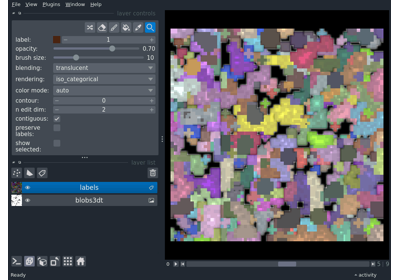 File View Plugins Window Help
layer controls
label: 1
opacity: 0.70
brush size: 10
blending: translucent
rendering: iso_categorical
color mode: auto
contour: 0
n edit dim: 2
contiguous:
preserve
labels:
show
selected:
layer list
labels
blobs3dt
Ready
activity